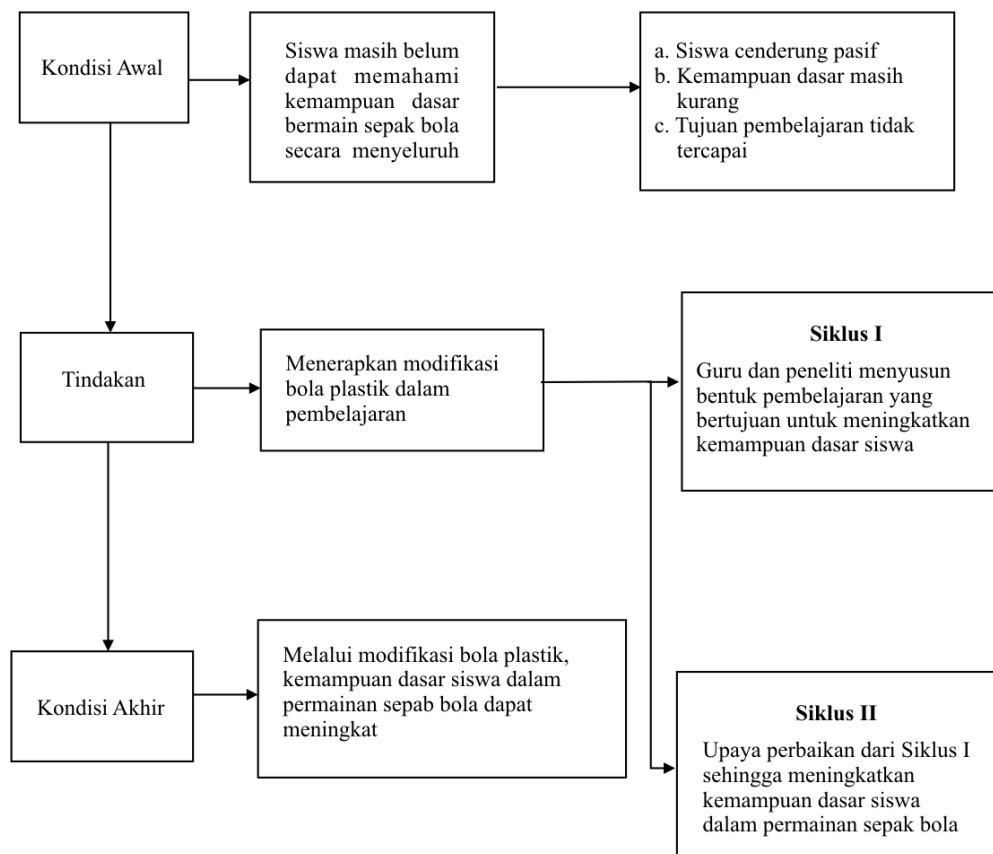 Kondisi Awal
Siswa masih belum
dapat memahami
kemampuan dasar
bermain sepak bola
secara menyeluruh
a. Siswa cenderung pasif
b. Kemampuan dasar masih
kurang
c. Tujuan pembelajaran tidak
tercapai
Tindakan
Menerapkan modifikasi
bola plastik dalam
pembelajaran
Siklus I
Guru dan peneliti menyusun
bentuk pembelajaran yang
bertujuan untuk meningkatkan
kemampuan dasar siswa
Kondisi Akhir
Melalui modifikasi bola plastik,
kemampuan dasar siswa dalam
permainan sepab bola dapat
meningkat
Siklus II
Upaya perbaikan dari Siklus I
sehingga meningkatkan
kemampuan dasar siswa
dalam permainan sepak bola